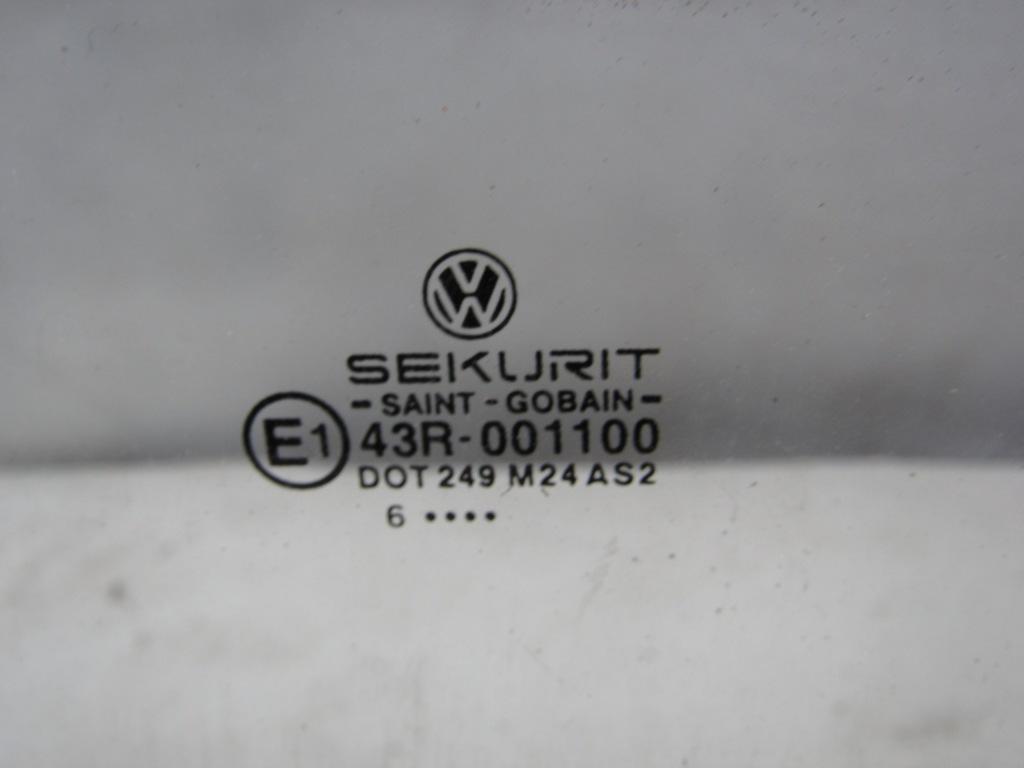 SEKURIT
- SAINT - GOBAIN -
E1 43R-001100
DOT 249 M24 AS2
6 ••••